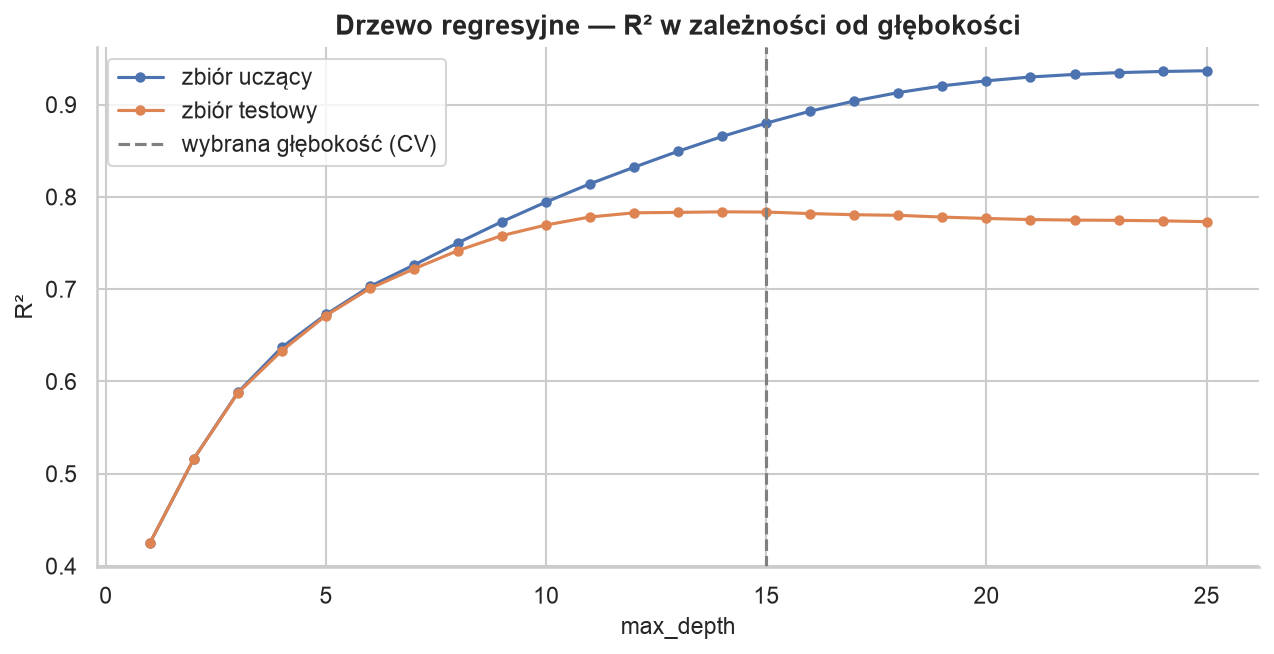 Drzewo regresyjne — R² w zależności od głębokości
zbiór uczący
zbiór testowy
wybrana głębokość (CV)
R²
0.9
0.8
0.7
0.6
0.5
0.4
0 5 10 15 20 25
max_depth